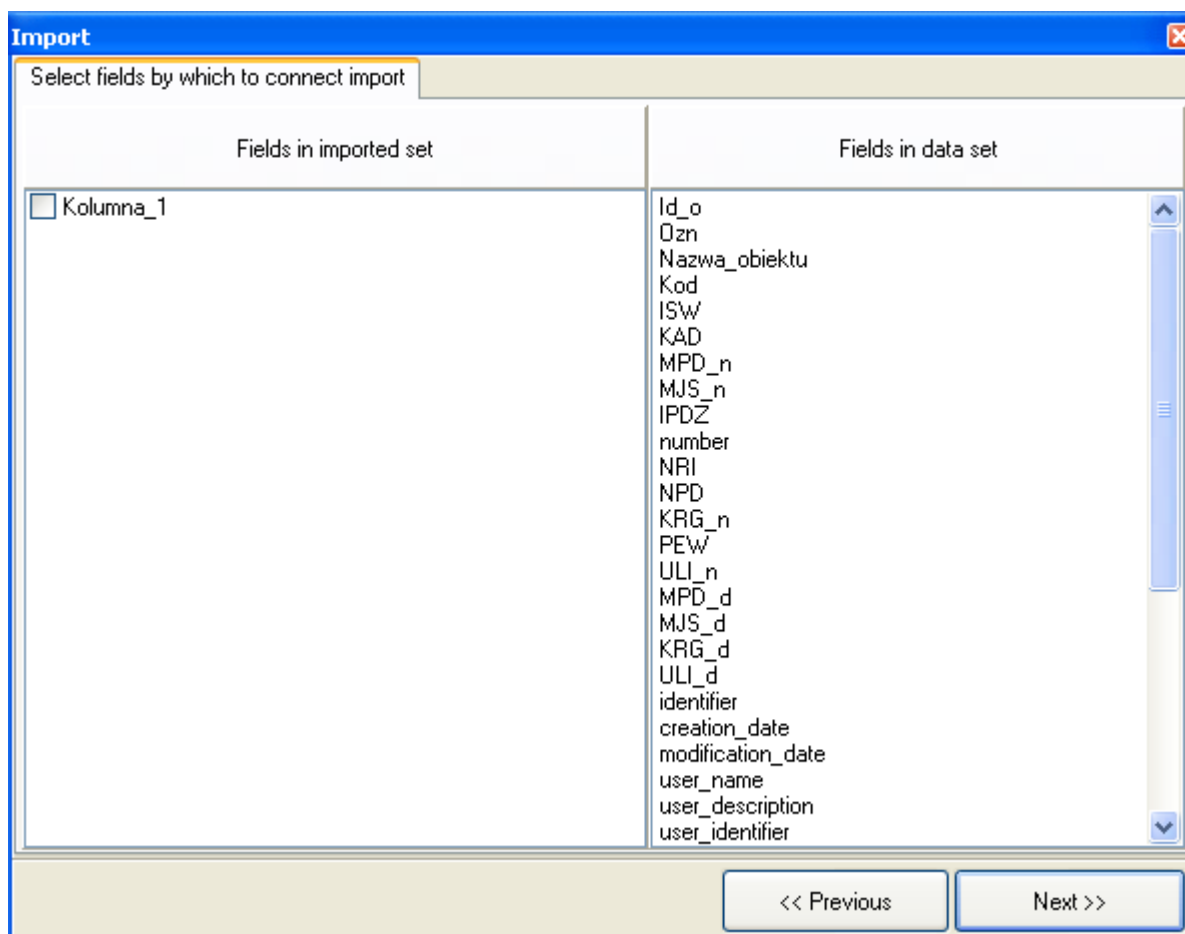 Import
Select fields by which to connect import
Fields in imported set
Fields in data set
Kolumna_1
Id_o
Ozn
Nazwa_obiektu
Kod
ISW
KAD
MPD_n
MJS_n
IPDZ
number
NRI
NPD
KRG_n
PEW
ULI_n
MPD_d
MJS_d
KRG_d
ULI_d
identifier
creation_date
modification_date
user_name
user_description
user_identifier
<< Previous
Next >>